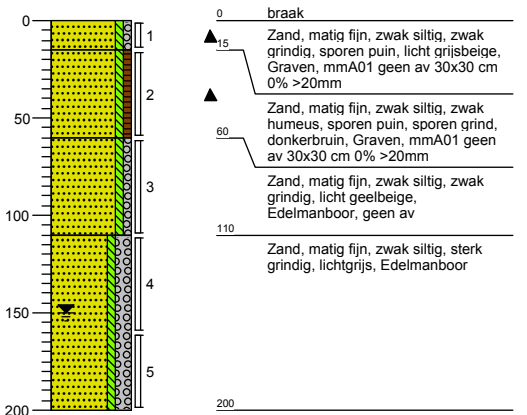 0
50
100
150
200
1
2
3
4
5
0
braak
15
Zand, matig fijn, zwak siltig, zwak
grindig, sporen puin, licht grijsbeige,
Graven, mmA01 geen av 30x30 cm
0% >20mm
60
Zand, matig fijn, zwak siltig, zwak
humeus, sporen puin, sporen grind,
donkerbruin, Graven, mmA01 geen
av 30x30 cm 0% >20mm
Zand, matig fijn, zwak siltig, zwak
grindig, licht geelbeige,
Edelmanboor, geen av
110
Zand, matig fijn, zwak siltig, sterk
grindig, lichtgrijs, Edelmanboor
200